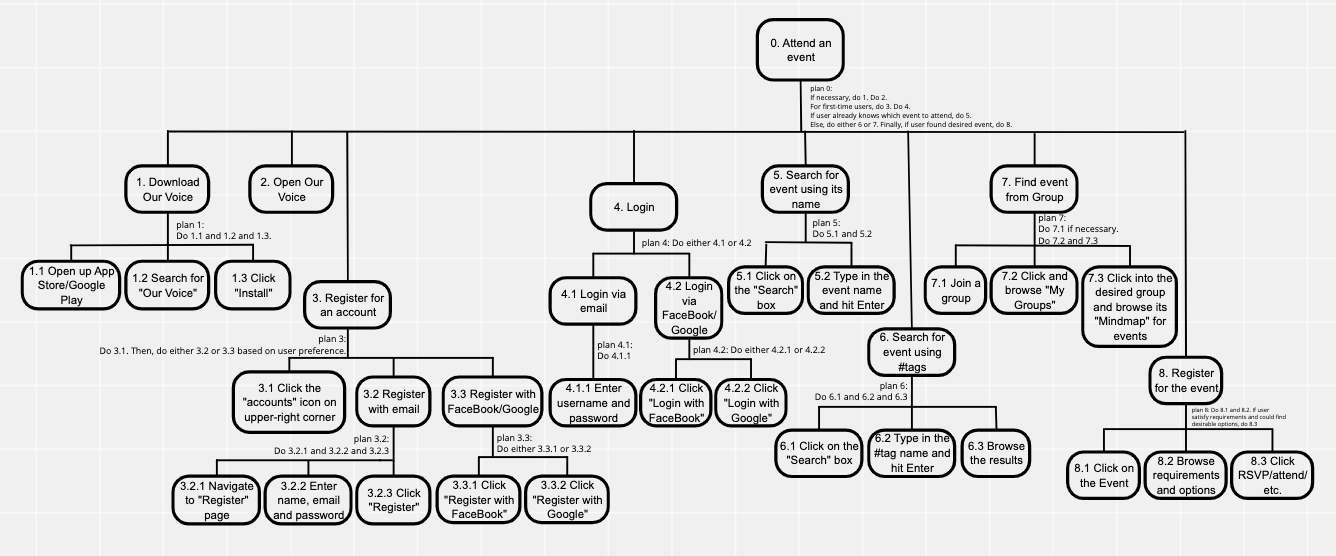 0. Attend an
event
plan 0:
If necessary, do 1. Do 2.
For first-time users, do 3. Do 4.
If user already knows which event to attend, do 5.
Else, do either 6 or 7. Finally, if user found desired event, do 8.
1. Download
Our Voice
2. Open Our
Voice
4. Login
5. Search for
event using its
name
7. Find event
from Group
plan 1:
Do 1.1 and 1.2 and 1.3.
plan 4: Do either 4.1 or 4.2
plan 5:
Do 5.1 and 5.2
plan 7:
Do 7.1 if necessary.
Do 7.2 and 7.3
1.1 Open up App
Store/Google
Play
1.2 Search for
"Our Voice"
1.3 Click
"Install"
3. Register for
an account
4.1 Login via
email
4.2 Login
via
FaceBook/
Google
5.1 Click on
the "Search"
box
5.2 Type in the
event name
and hit Enter
7.1 Join a
group
7.2 Click and
browse "My
Groups"
7.3 Click into the
desired group
and browse its
"Mindmap" for
events
plan 3:
Do 3.1. Then, do either 3.2 or 3.3 based on user preference.
plan 4.1:
Do 4.1.1
plan 4.2: Do either 4.2.1 or 4.2.2
6. Search for
event using
#tags
8. Register
for the event
3.1 Click the
"accounts" icon on
upper-right corner
3.2 Register
with email
3.3 Register with
FaceBook/Google
4.1.1 Enter
username and
password
4.2.1 Click
"Login with
FaceBook"
4.2.2 Click
"Login with
Google"
plan 6:
Do 6.1 and 6.2 and 6.3
plan 8: Do 8.1 and 8.2. If user
satisfy requirements and could find
desirable options, do 8.3
plan 3.2:
Do 3.2.1 and 3.2.2 and 3.2.3
plan 3.3:
Do either 3.3.1 or 3.3.2
6.1 Click on the
"Search" box
6.2 Type in the
#tag name and
hit Enter
6.3 Browse
the results
8.1 Click on
the Event
8.2 Browse
requirements
and options
8.3 Click
RSVP/attend/
etc.
3.2.1 Navigate
to "Register"
page
3.2.2 Enter
name, email
and password
3.2.3 Click
"Register"
3.3.1 Click
"Register with
FaceBook"
3.3.2 Click
"Register with
Google"